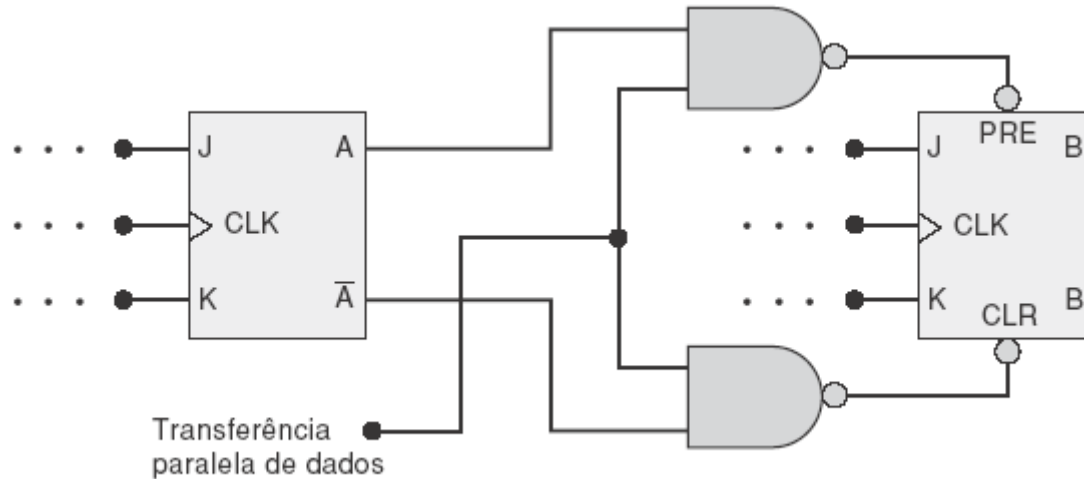 J
A
CLK
K
A̅
Transferência
paralela de dados
PRE
J
B
CLK
K
B
CLR